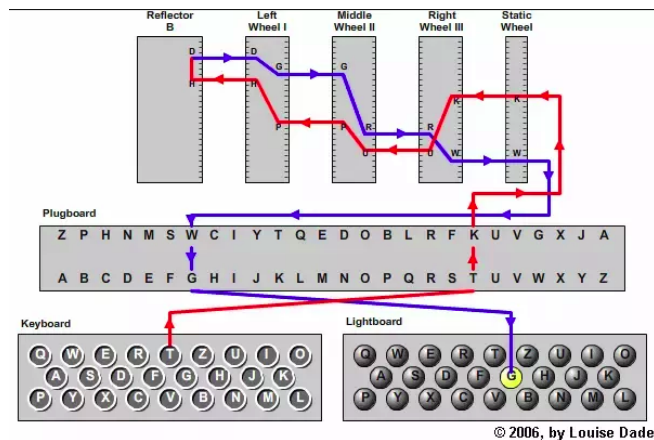 Reflector B
Left Wheel I
Middle Wheel II
Right Wheel III
Static Wheel
D D
G G
H H
K K
P P R R
U U W W
Plugboard
Z P H N M S W C I Y T Q E D O B L R F K U V G X J A
A B C D E F G H I J K L M N O P Q R S T U V W X Y Z
Keyboard
Q W E R T Z U I O
A S D F G H J K
P Y X C V B N M L
Lightboard
Q W E R T Z U I O
A S D F G H J K
P Y X C V B N M L
© 2006, by Louise Dade